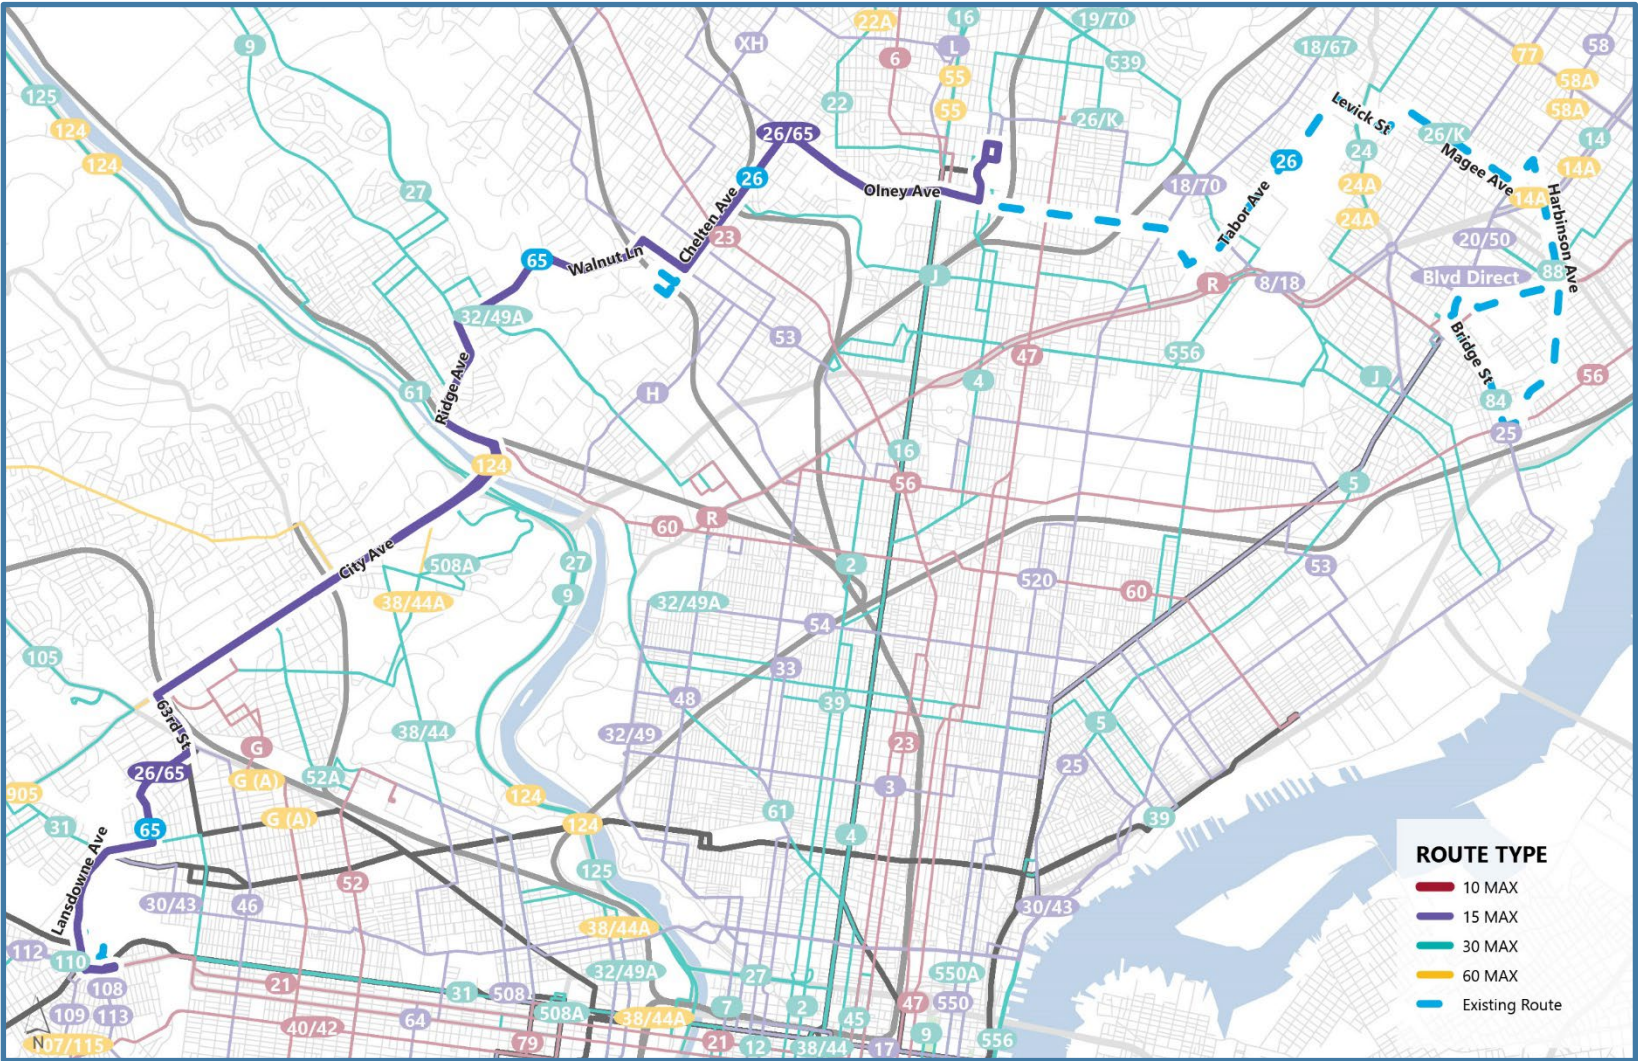 22A
16
19/70
9
XH
L
6
18/67
77
58
539
55
58A
125
22
55
Levick St
58A
26/K
124
26/65
26/K
14
124
26
24
Magee Ave
14A
26
27
Olney Ave
18/70
24A
14A
Harbinson Ave
Chelten Ave
24A
Tabor Ave
23
20/50
65
Walnut Ln
J
R
8/18
Blvd Direct
88
32/49A
53
556
Bridge St
47
4
J
56
Ridge Ave
61
H
84
25
16
124
56
5
R
60
City Ave
508A
27
2
53
38/44A
9
32/49A
520
60
54
105
33
48
39
63rd St
38/44
32/49
5
G
23
26/65
G (A)
52A
25
905
124
3
61
39
31
65
G (A)
124
4
Lansdowne Ave
125
52
30/43
46
30/43
38/44A
112
110
32/49A
27
550A
108
21
31
508
508A
7
2
47
550
109
113
64
38/44A
45
40/42
9
N
07/115
79
21
12
38/44
17
556
ROUTE TYPE
10 MAX
15 MAX
30 MAX
60 MAX
Existing Route